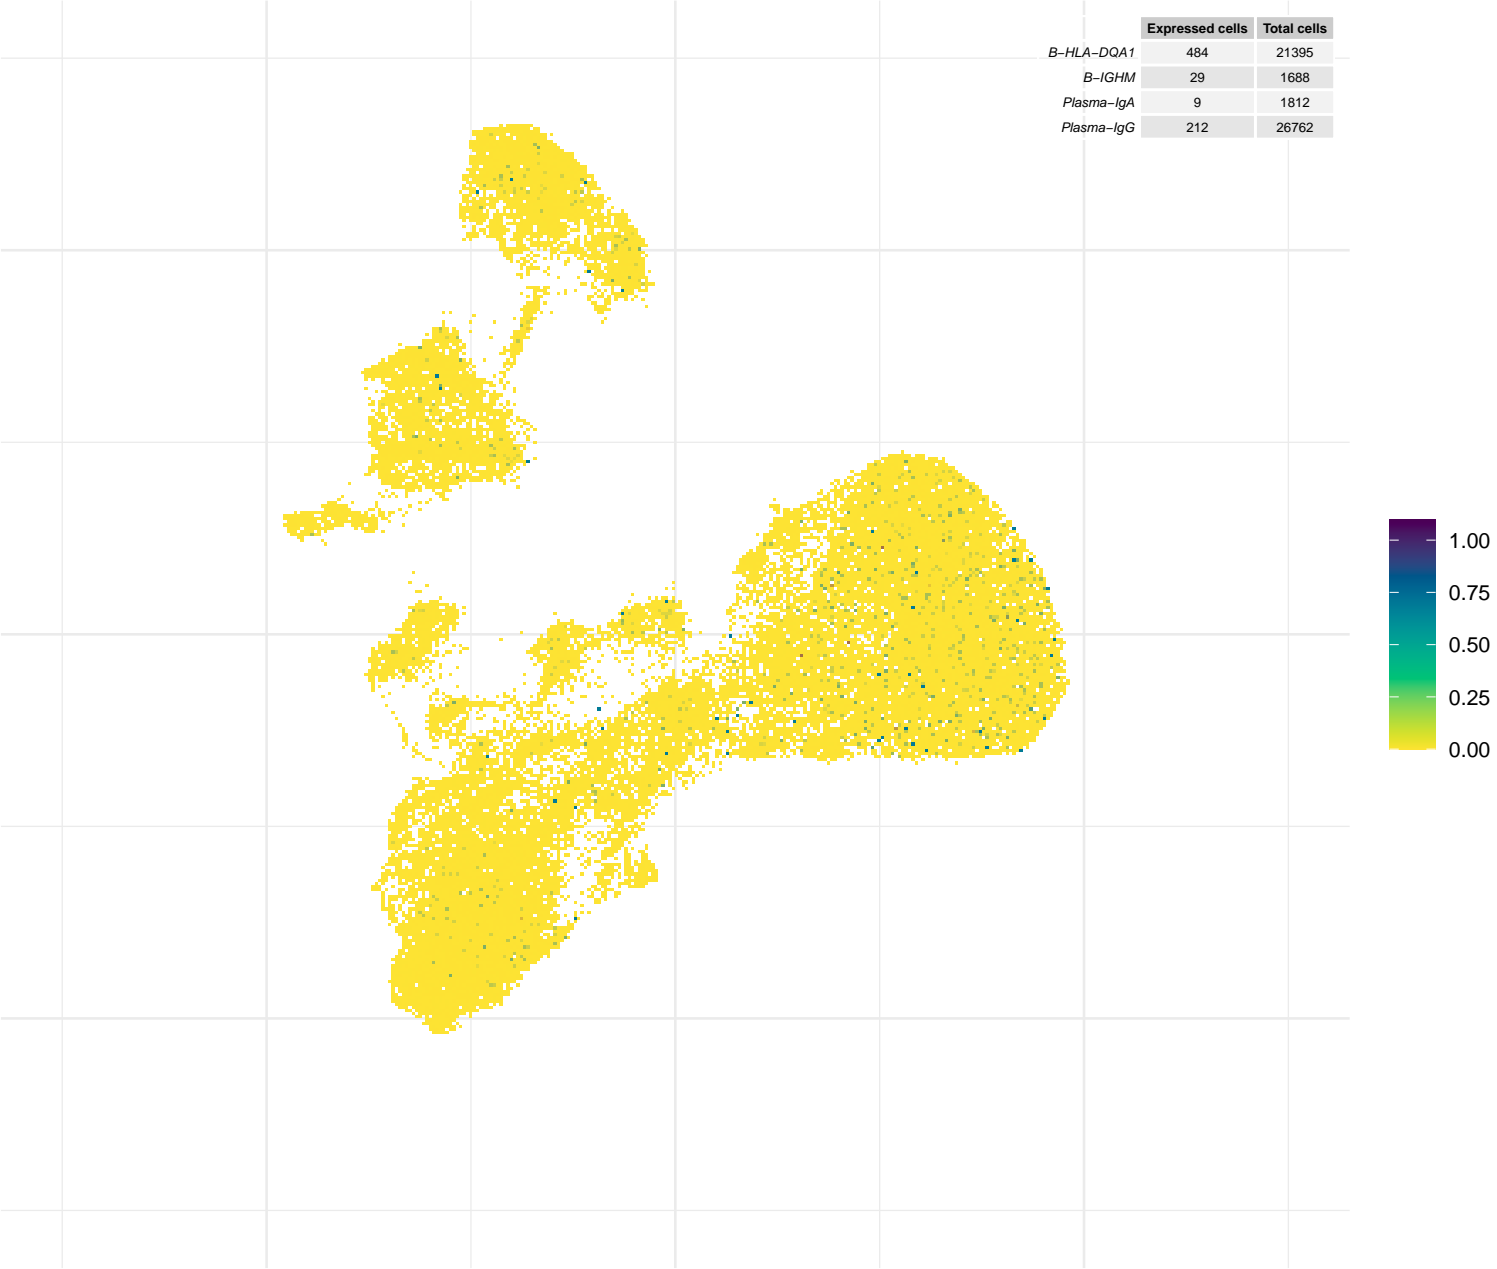 Expressed cells Total cells
B−HLA−DQA1 484 21395
B−IGHM 29 1688
Plasma−IgA 9 1812
Plasma−IgG 212 26762
1.00
0.75
0.50
0.25
0.00